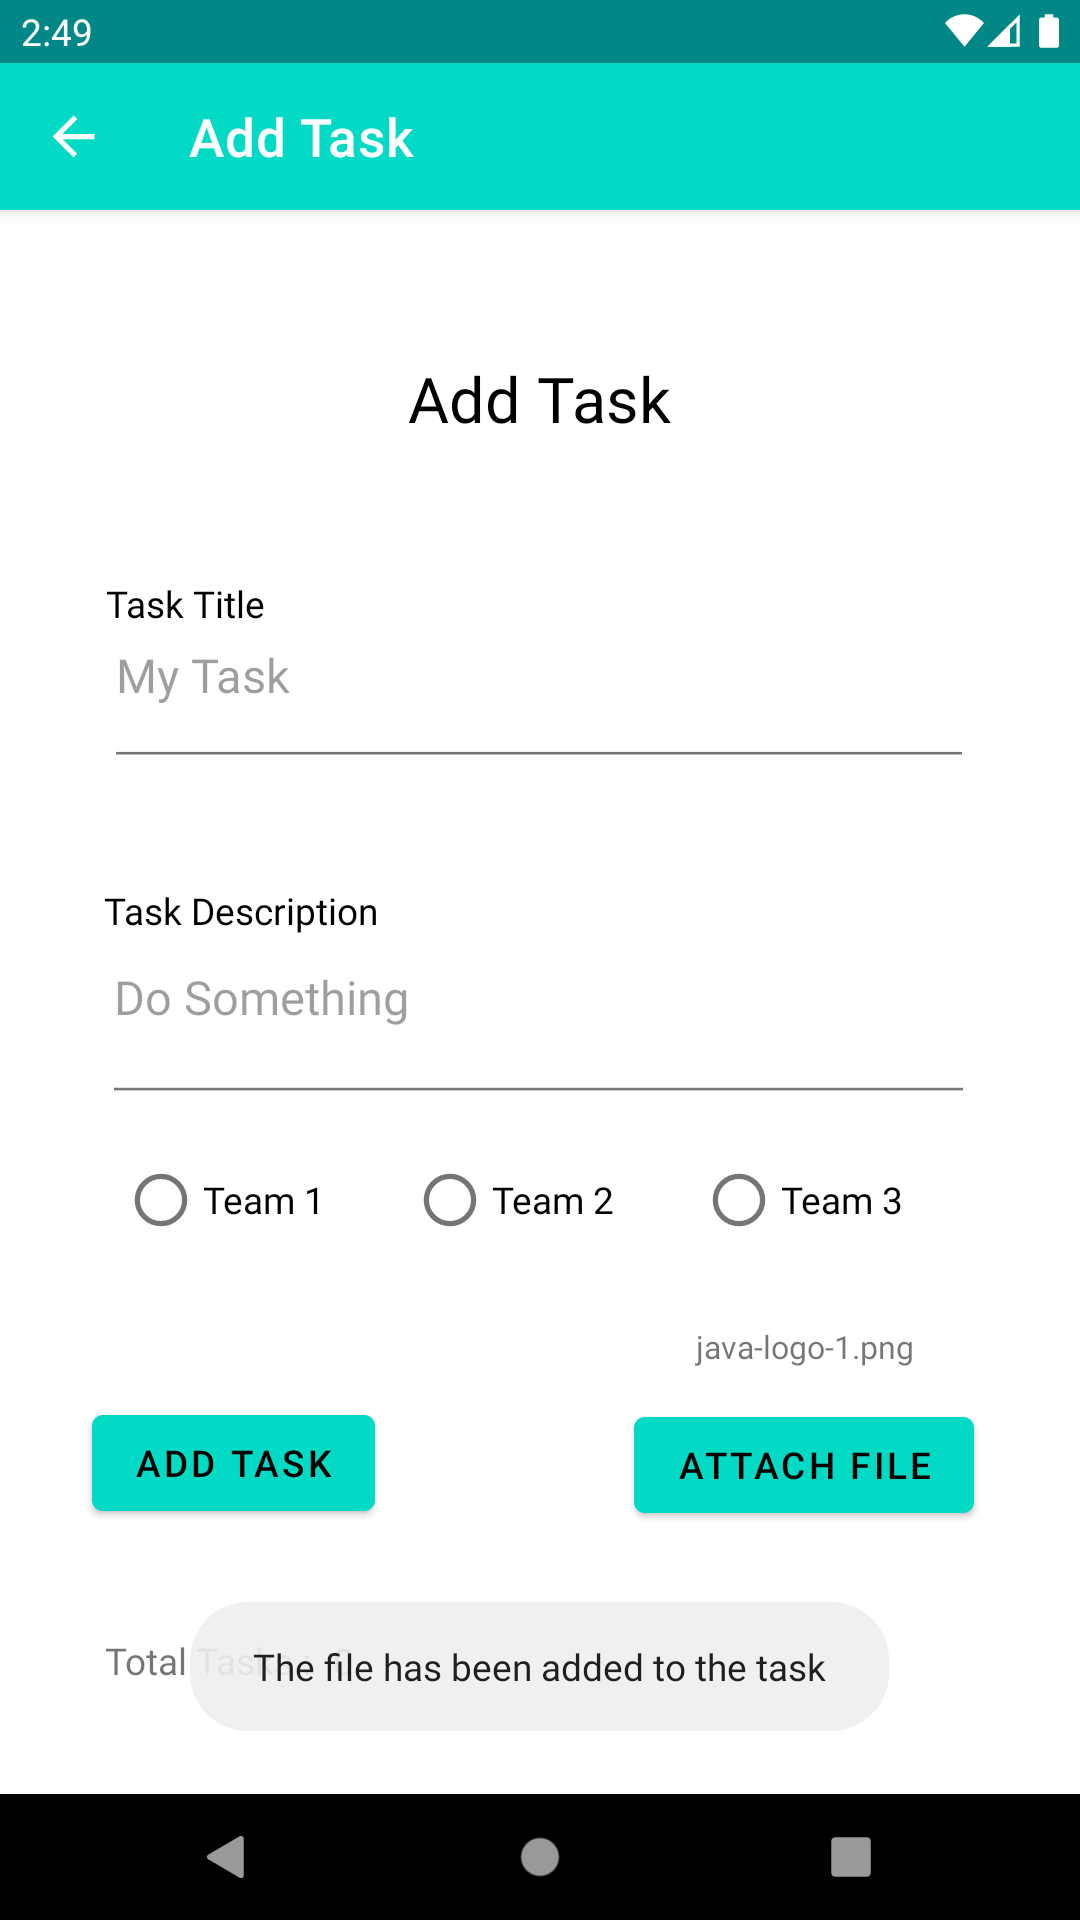 2:49
Add Task
Add Task
Task Title
My Task
Task Description
Do Something
Team 1 Team 2 Team 3
java-logo-1.png
ADD TASK ATTACH FILE
Total Tasks
The file has been added to the task